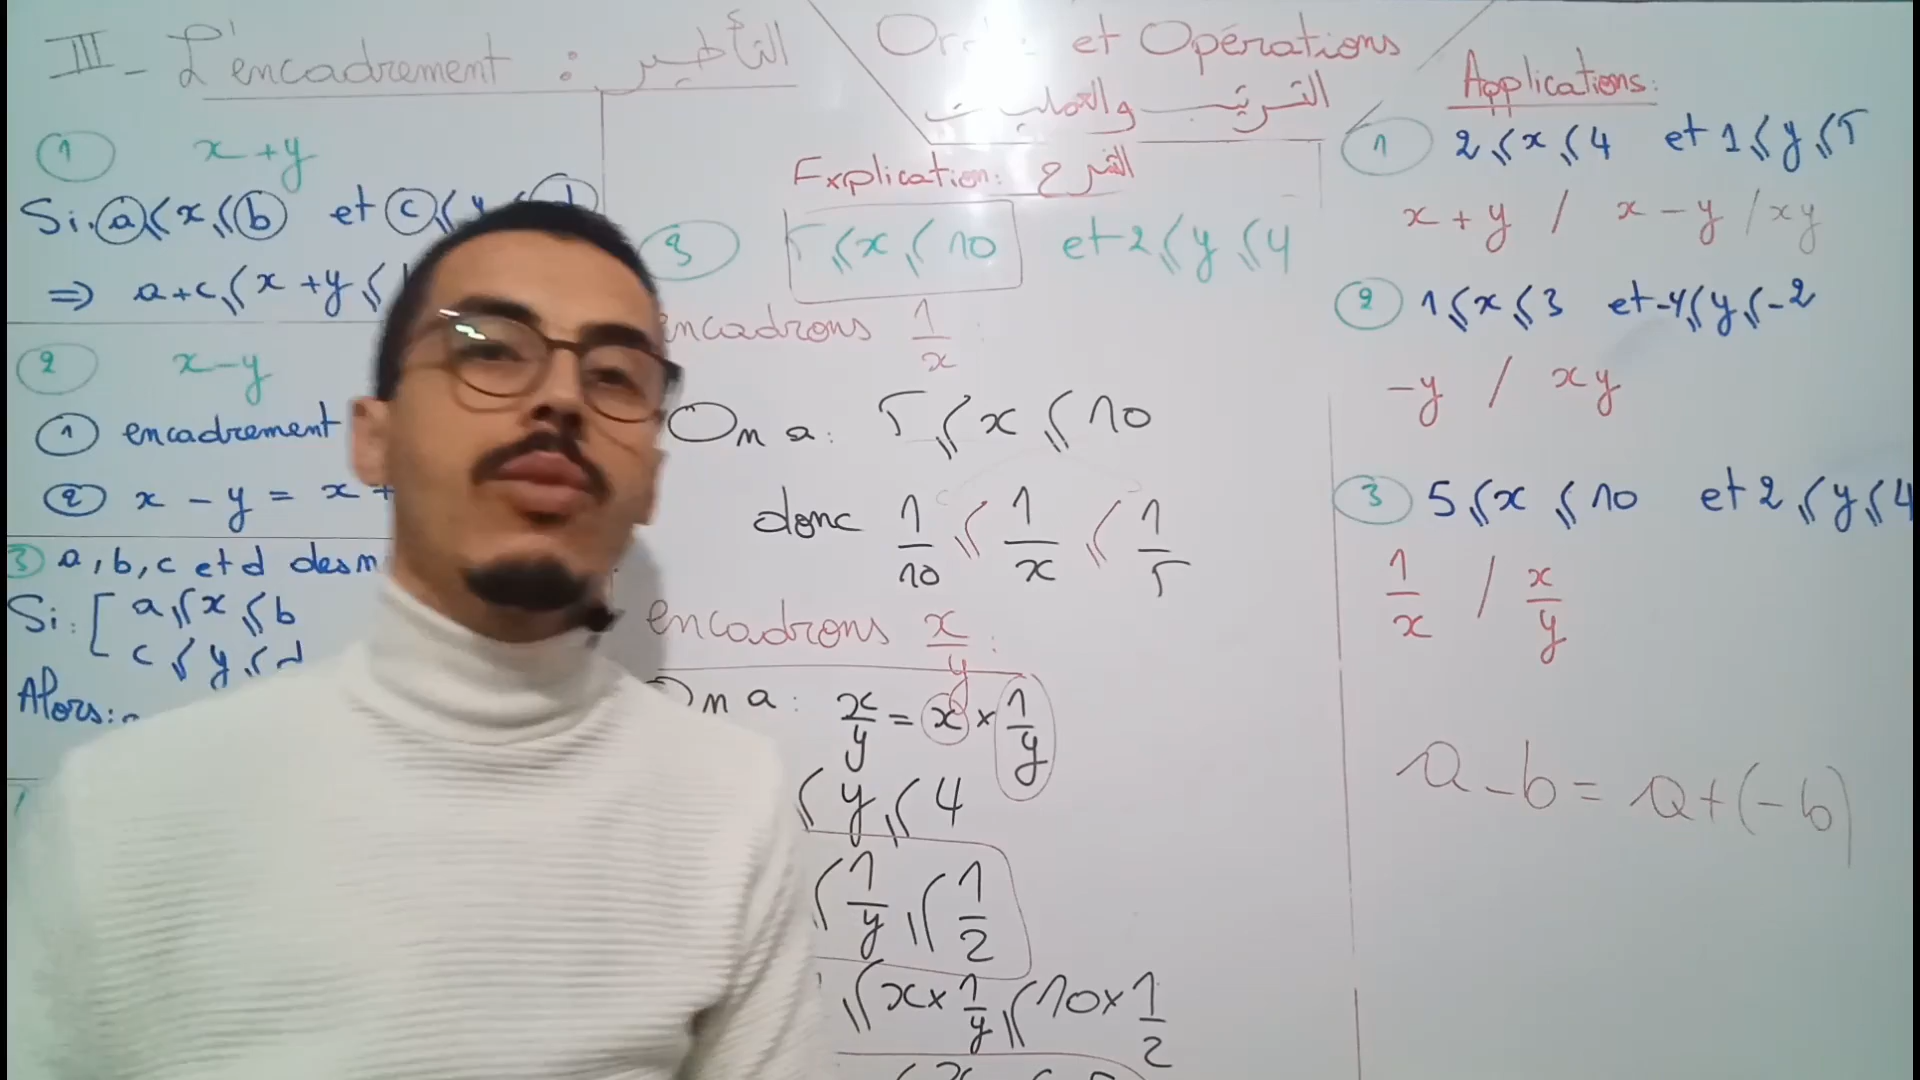 III - L'encadrement : التأطير
① x+y
Si. a ⩽ x ⩽ b et c ⩽
⇒ a+c ⩽ x+y ⩽
② x-y
① encadrement
② x - y = x +
③ a, b, c et d des
Si : [ a ⩽ x ⩽ b
c ⩽ y ⩽ d
Alors :
et Opérations
الترتيب والعمليات
Explication: الشرح
③ 5 ⩽ x ⩽ 10 et 2 ⩽ y ⩽ 4
encadrons 1/x :
On a : 5 ⩽ x ⩽ 10
donc 1/10 ⩽ 1/x ⩽ 1/5
encadrons x/y :
On a : x/y = x × 1/y
⩽ y ⩽ 4
⩽ 1/y ⩽ 1/2
⩽ x × 1/y ⩽ 10 × 1/2
Applications:
① 2 ⩽ x ⩽ 4 et 1 ⩽ y ⩽ 5
x + y / x - y / xy
② 1 ⩽ x ⩽ 3 et -4 ⩽ y ⩽ -2
-y / xy
③ 5 ⩽ x ⩽ 10 et 2 ⩽ y ⩽ 4
1/x / x/y
a - b = a + (-b)